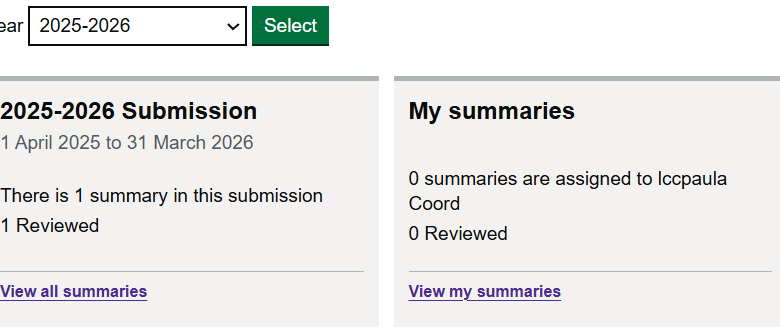 ear 2025-2026 Select
2025-2026 Submission
1 April 2025 to 31 March 2026
There is 1 summary in this submission
1 Reviewed
View all summaries
My summaries
0 summaries are assigned to lccpaula
Coord
0 Reviewed
View my summaries